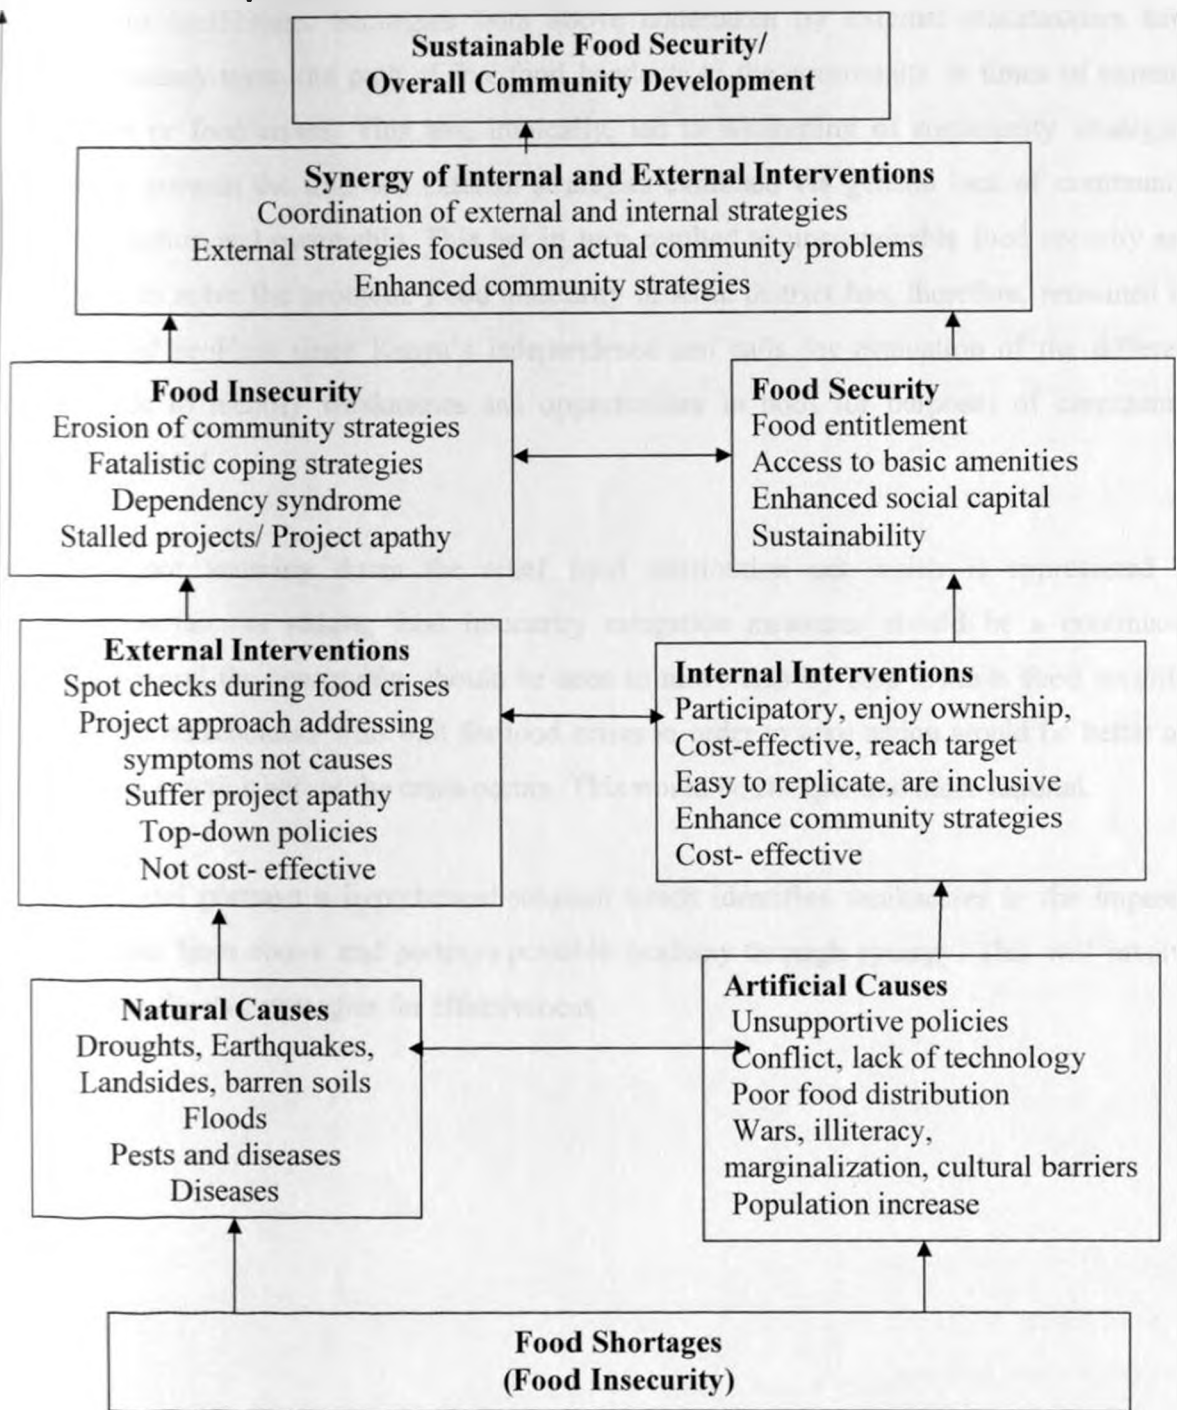 Sustainable Food Security/
Overall Community Development
Synergy of Internal and External Interventions
Coordination of external and internal strategies
External strategies focused on actual community problems
Enhanced community strategies
Food Insecurity
Erosion of community strategies
Fatalistic coping strategies
Dependency syndrome
Stalled projects/ Project apathy
Food Security
Food entitlement
Access to basic amenities
Enhanced social capital
Sustainability
External Interventions
Spot checks during food crises
Project approach addressing
symptoms not causes
Suffer project apathy
Top-down policies
Not cost- effective
Internal Interventions
Participatory, enjoy ownership,
Cost-effective, reach target
Easy to replicate, are inclusive
Enhance community strategies
Cost- effective
Natural Causes
Droughts, Earthquakes,
Landsides, barren soils
Floods
Pests and diseases
Diseases
Artificial Causes
Unsupportive policies
Conflict, lack of technology
Poor food distribution
Wars, illiteracy,
marginalization, cultural barriers
Population increase
Food Shortages
(Food Insecurity)